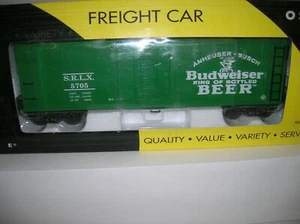 FREIGHT CAR
S.R.L.X.
5705
ANHEUSER-BUSCH
Budweiser
KING OF BOTTLED
BEER
QUALITY • VALUE • VARIETY • SERV